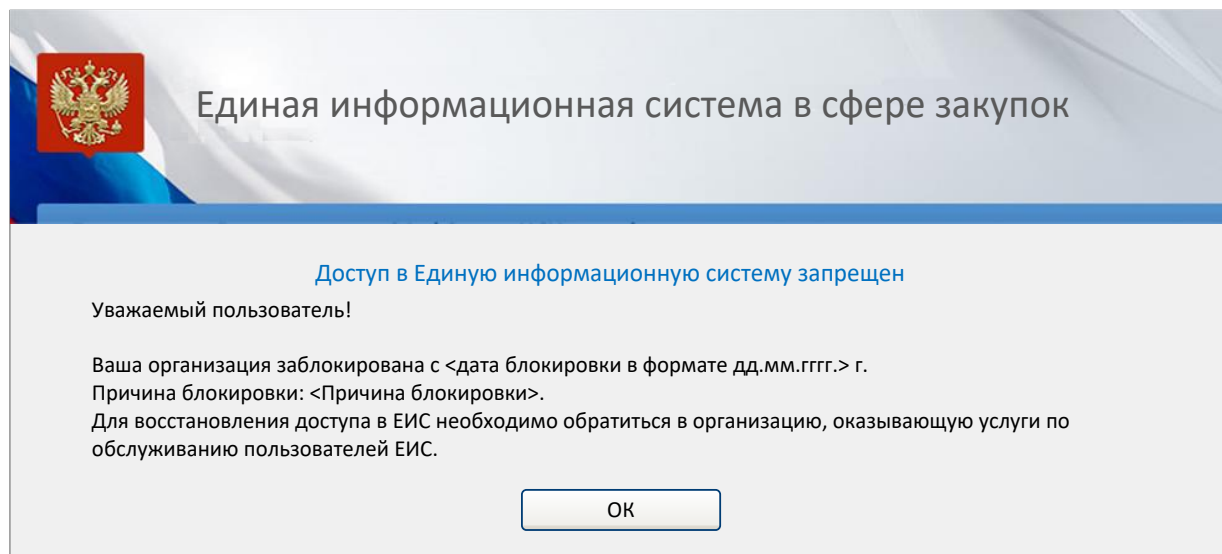 Единая информационная система в сфере закупок
Доступ в Единую информационную систему запрещен
Уважаемый пользователь!
Ваша организация заблокирована с <дата блокировки в формате дд.мм.гггг.> г.
Причина блокировки: <Причина блокировки>.
Для восстановления доступа в ЕИС необходимо обратиться в организацию, оказывающую услуги по
обслуживанию пользователей ЕИС.
ОК